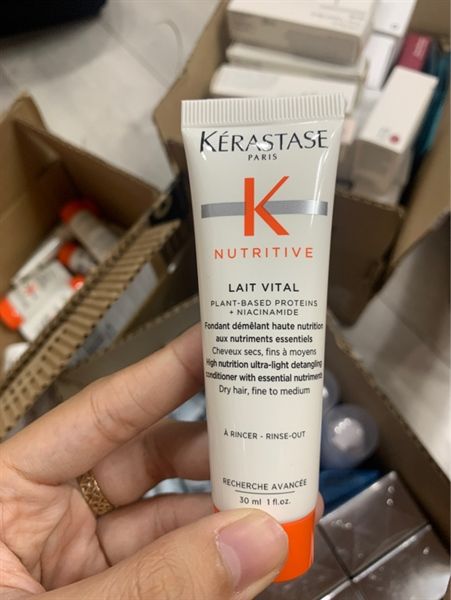 KÉRASTASE
PARIS
K
NUTRITIVE
LAIT VITAL
PLANT-BASED PROTEINS
+ NIACINAMIDE
Fondant démêlant haute nutrition
aux nutriments essentiels
Cheveux secs, fins à moyens
High nutrition ultra-light detangling
conditioner with essential nutriments
Dry hair, fine to medium
À RINCER - RINSE-OUT
RECHERCHE AVANCÉE
30 ml 1 fl.oz.